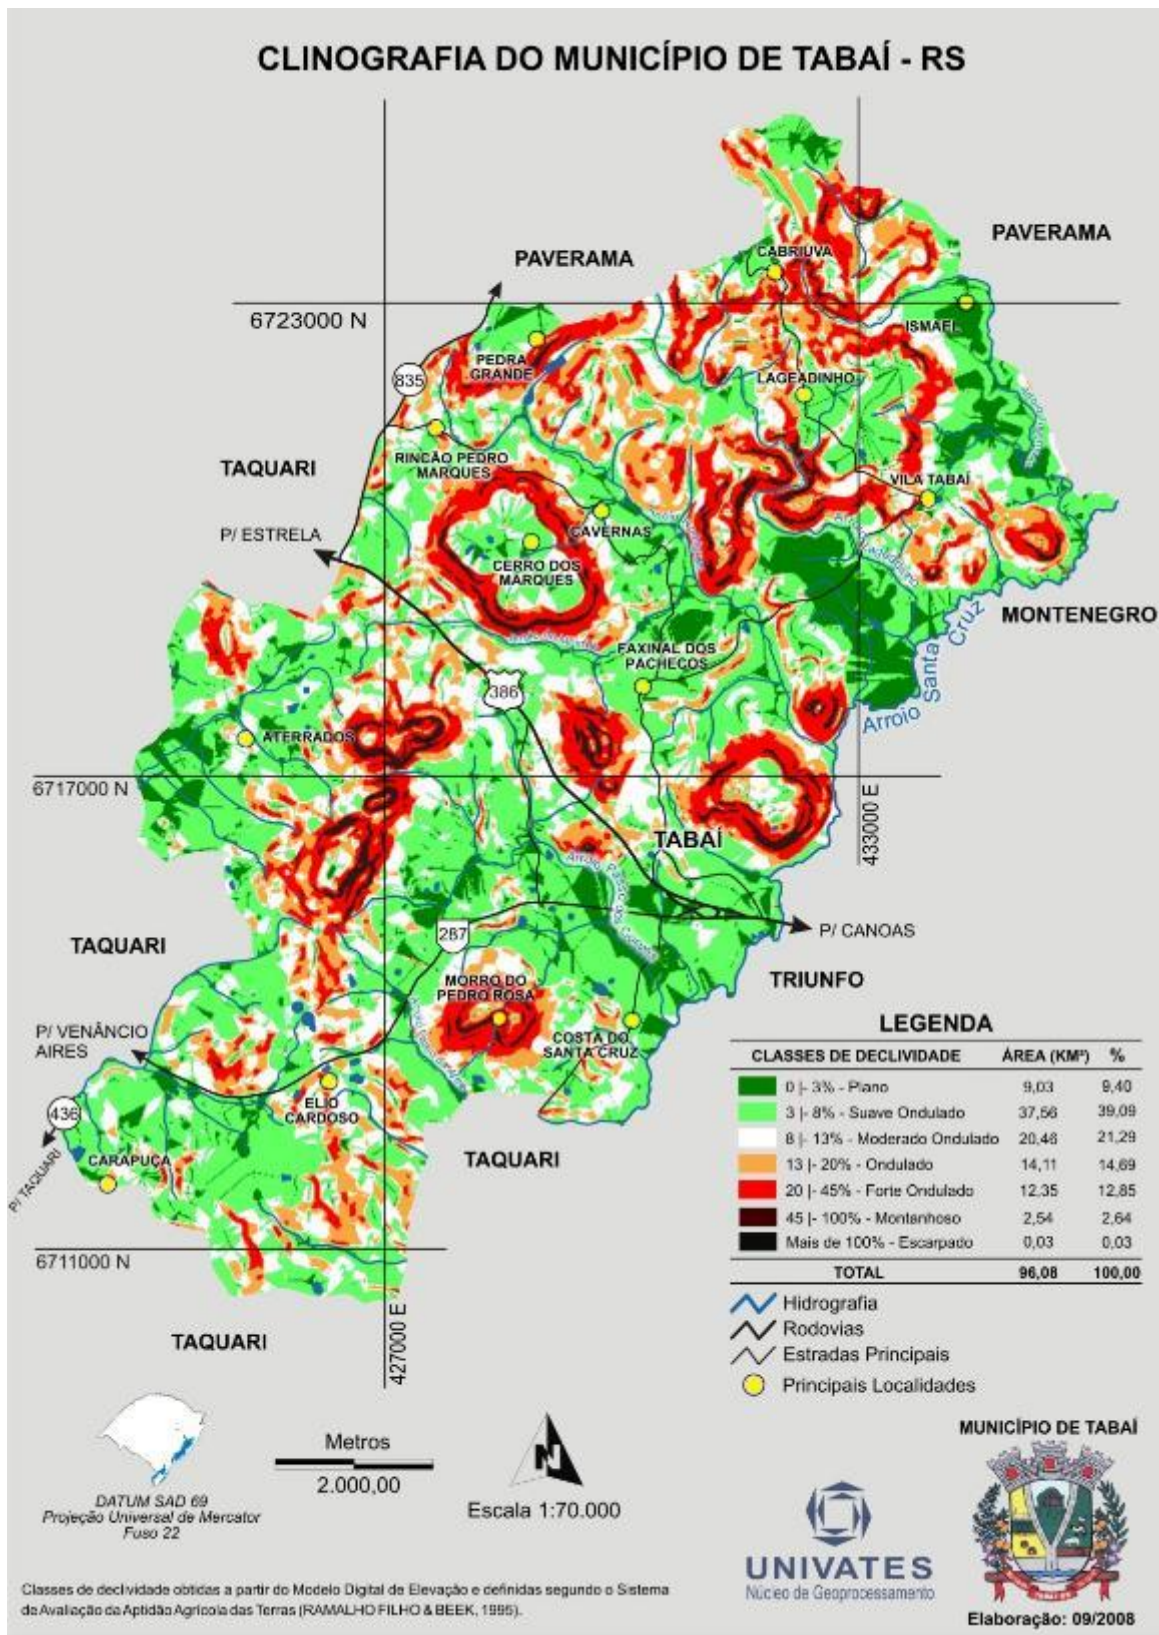 CLINOGRAFIA DO MUNICÍPIO DE TABAÍ - RS
PAVERAMA
PAVERAMA
CABRIUVA
6723000 N
ISMAEL
PEDRA
GRANDE
835
LAGEADINHO
TAQUARI
RINCÃO PEDRO
MARQUES
VILA TABAÍ
P/ ESTRELA
CAVERNAS
CERRO DOS
MARQUES
MONTENEGRO
FAXINAL DOS
PACHECOS
386
Arroio Santa Cruz
ATERRADOS
6717000 N
433000 E
TABAÍ
TAQUARI
287
P/ CANOAS
MORRO DO
PEDRO ROSA
TRIUNFO
P/ VENÂNCIO
AIRES
COSTA DO
SANTA CRUZ
ELIO
CARDOSO
436
P/ TAQUARI
CARAPUÇA
TAQUARI
6711000 N
427000 E
TAQUARI
LEGENDA
CLASSES DE DECLIVIDADE ÁREA (KM²) %
0 |- 3% - Plano 9,03 9,40
3 |- 8% - Suave Ondulado 37,56 39,09
8 |- 13% - Moderado Ondulado 20,46 21,29
13 |- 20% - Ondulado 14,11 14,69
20 |- 45% - Forte Ondulado 12,35 12,85
45 |- 100% - Montanhoso 2,54 2,64
Mais de 100% - Escarpado 0,03 0,03
TOTAL 96,08 100,00
Hidrografia
Rodovias
Estradas Principais
Principais Localidades
DATUM SAD 69
Projeção Universal de Mercator
Fuso 22
Metros
2.000,00
N
Escala 1:70.000
UNIVATES
Núcleo de Geoprocessamento
MUNICÍPIO DE TABAÍ
Elaboração: 09/2008
Classes de declividade obtidas a partir do Modelo Digital de Elevação e definidas segundo o Sistema
de Avaliação da Aptidão Agrícola das Terras (RAMALHO FILHO & BEEK, 1995).